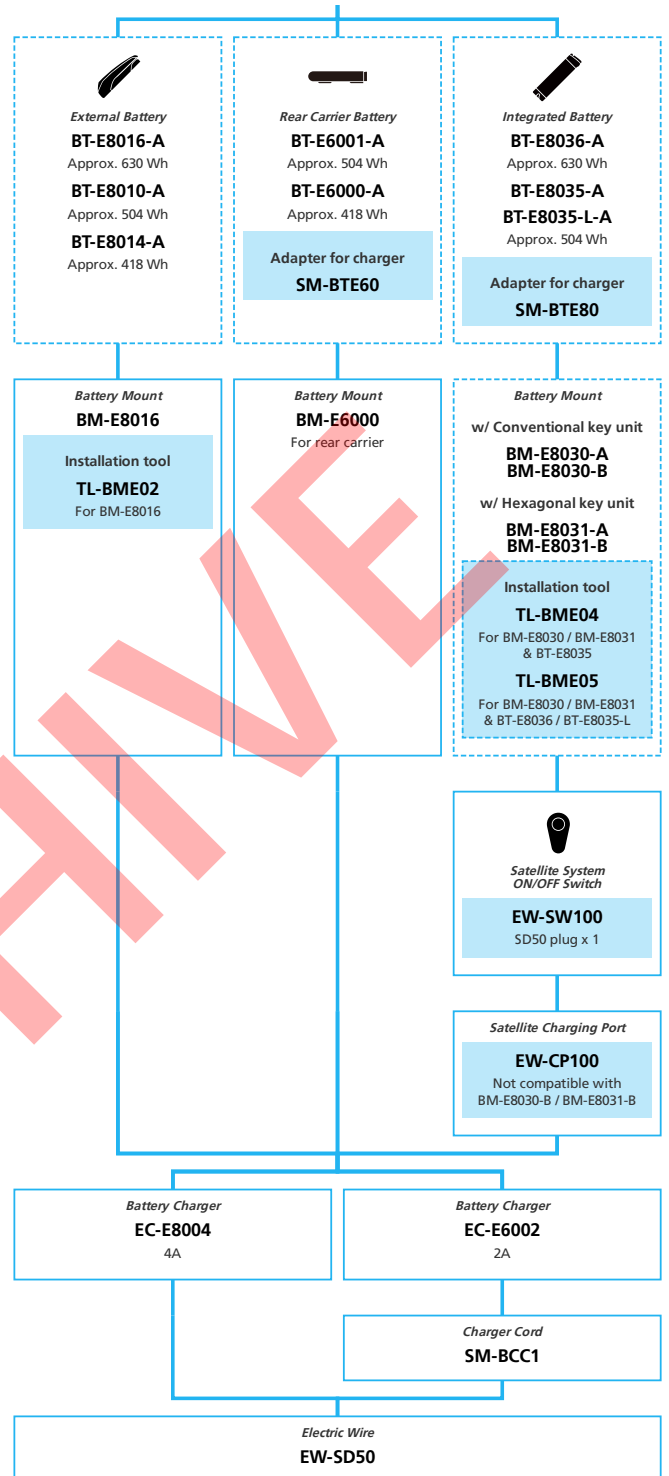 External Battery
BT-E8016-A
Approx. 630 Wh
BT-E8010-A
Approx. 504 Wh
BT-E8014-A
Approx. 418 Wh
Rear Carrier Battery
BT-E6001-A
Approx. 504 Wh
BT-E6000-A
Approx. 418 Wh
Adapter for charger
SM-BTE60
Integrated Battery
BT-E8036-A
Approx. 630 Wh
BT-E8035-A
BT-E8035-L-A
Approx. 504 Wh
Adapter for charger
SM-BTE80
Battery Mount
BM-E8016
Installation tool
TL-BME02
For BM-E8016
Battery Mount
BM-E6000
For rear carrier
Battery Mount
w/ Conventional key unit
BM-E8030-A
BM-E8030-B
w/ Hexagonal key unit
BM-E8031-A
BM-E8031-B
Installation tool
TL-BME04
For BM-E8030 / BM-E8031
& BT-E8035
TL-BME05
For BM-E8030 / BM-E8031
& BT-E8036 / BT-E8035-L
Satellite System
ON/OFF Switch
EW-SW100
SD50 plug x 1
Satellite Charging Port
EW-CP100
Not compatible with
BM-E8030-B / BM-E8031-B
Battery Charger
EC-E8004
4A
Battery Charger
EC-E6002
2A
Charger Cord
SM-BCC1
Electric Wire
EW-SD50
HIVE